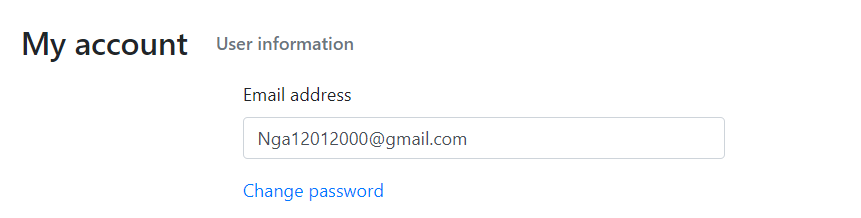 My account
User information
Email address
Nga12012000@gmail.com
Change password